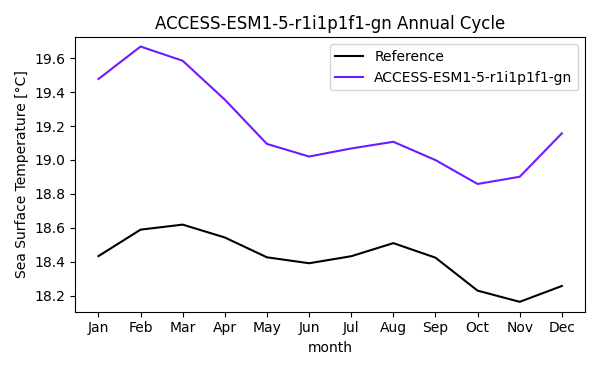 ACCESS-ESM1-5-r1i1p1f1-gn Annual Cycle
Reference
ACCESS-ESM1-5-r1i1p1f1-gn
Sea Surface Temperature [°C]
19.6
19.4
19.2
19.0
18.8
18.6
18.4
18.2
Jan Feb Mar Apr May Jun Jul Aug Sep Oct Nov Dec
month